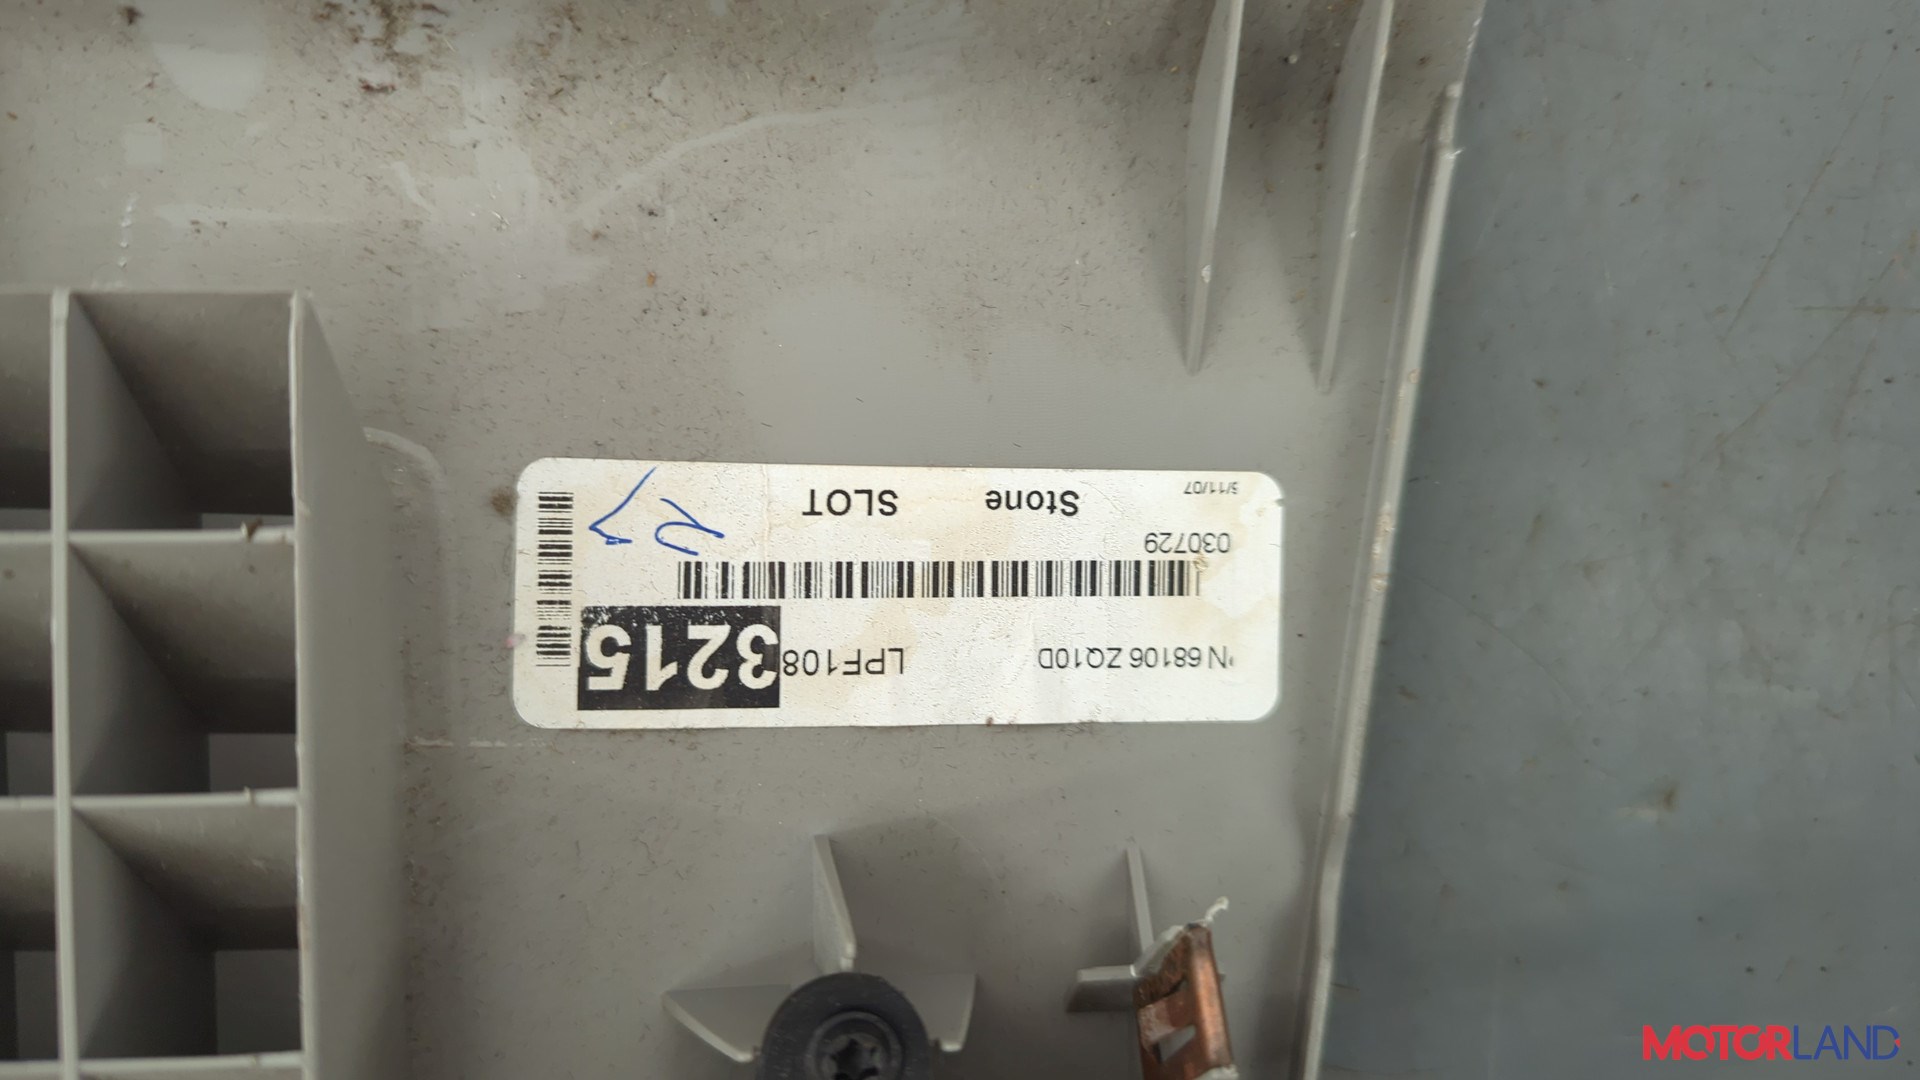 'N 68106 ZQ10D LPF108 3215
030729
5/11/07 Stone SLOT
MOTORLAND